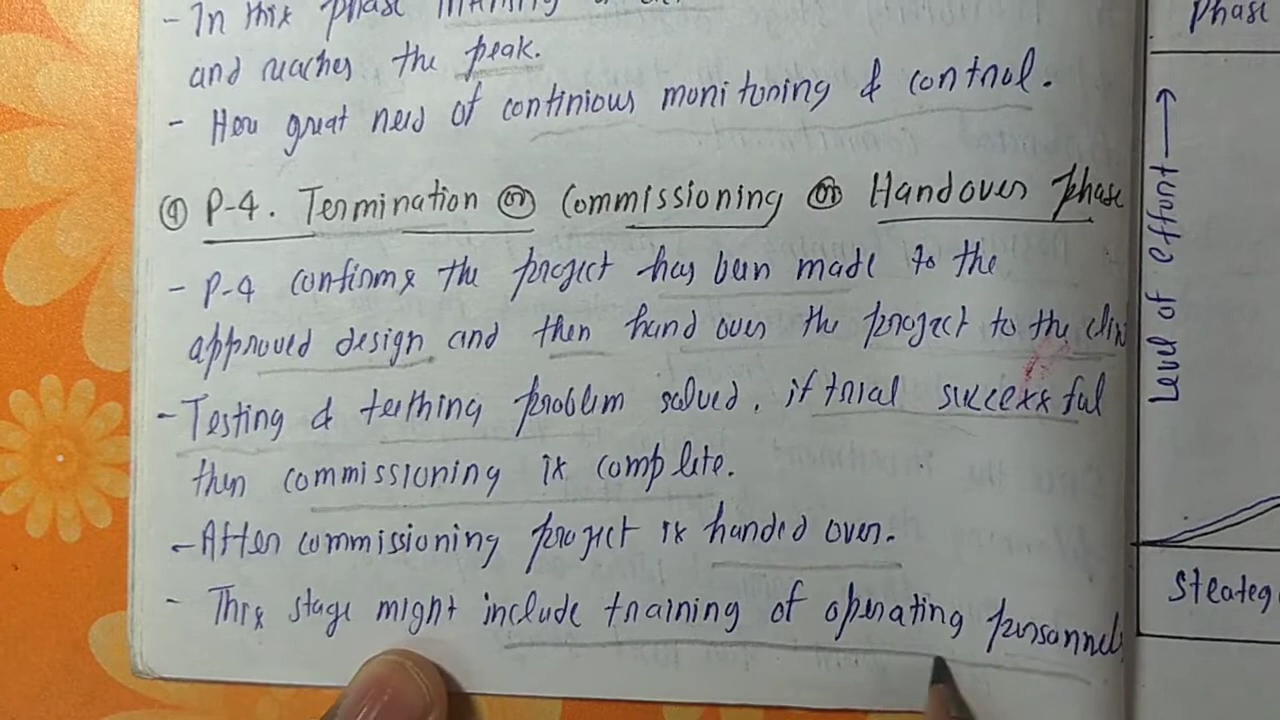 - In this phase
and reaches the peak.
- Here great need of continious monitoring & control.
④ P-4. Termination or Commissioning or Handover phase
- P-4 confirms the project has been made to the
approved design and then hand over the project to the
- Testing & teething problem solved, if trial successful
then commissioning is complete.
- After commissioning project is handed over.
- This stage might include training of operating personnels
Phase
Level of effort →